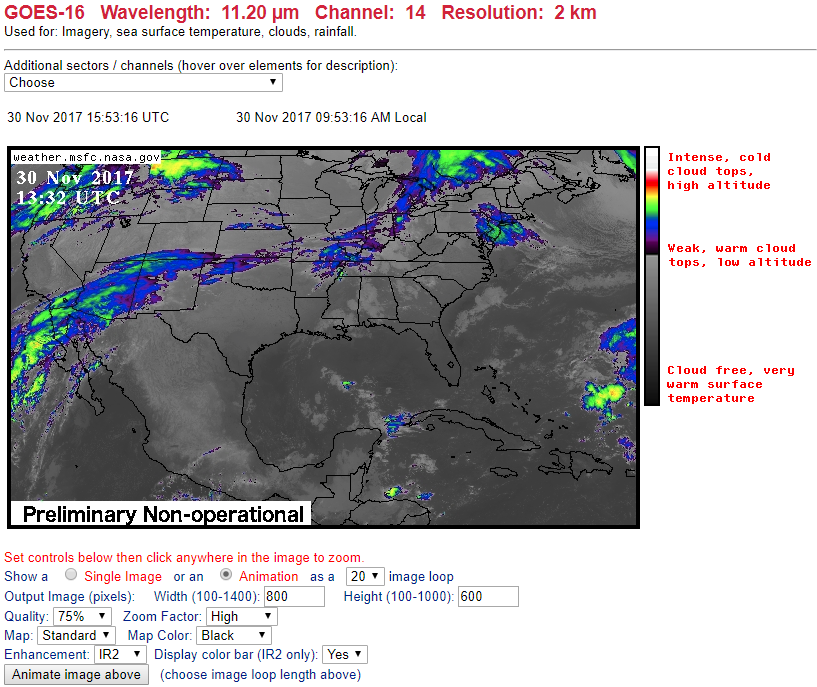 GOES-16 Wavelength: 11.20 µm Channel: 14 Resolution: 2 km
Used for: Imagery, sea surface temperature, clouds, rainfall.
Additional sectors / channels (hover over elements for description):
Choose
30 Nov 2017 15:53:16 UTC 30 Nov 2017 09:53:16 AM Local
weather.msfc.nasa.gov
30 Nov 2017
13:32 UTC
Intense, cold
cloud tops,
high altitude
Weak, warm cloud
tops, low altitude
Cloud free, very
warm surface
temperature
Preliminary Non-operational
Set controls below then click anywhere in the image to zoom.
Show a Single Image or an Animation as a 20 image loop
Output Image (pixels): Width (100-1400): 800 Height (100-1000): 600
Quality: 75% Zoom Factor: High
Map: Standard Map Color: Black
Enhancement: IR2 Display color bar (IR2 only): Yes
Animate image above (choose image loop length above)